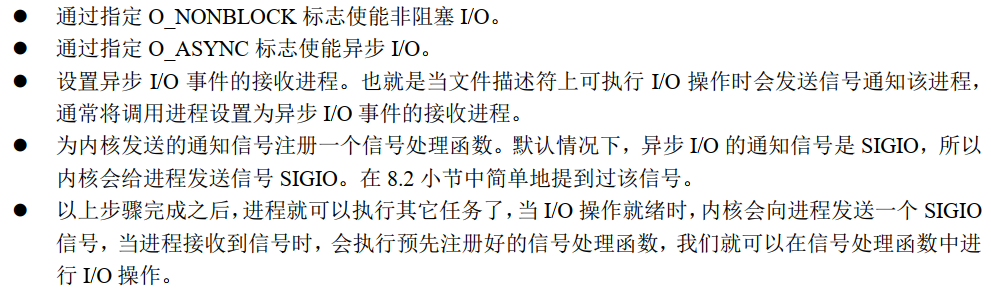 ● 通过指定 O_NONBLOCK 标志使能非阻塞 I/O。
● 通过指定 O_ASYNC 标志使能异步 I/O。
● 设置异步 I/O 事件的接收进程。也就是当文件描述符上可执行 I/O 操作时会发送信号通知该进程，
通常将调用进程设置为异步 I/O 事件的接收进程。
● 为内核发送的通知信号注册一个信号处理函数。默认情况下，异步 I/O 的通知信号是 SIGIO，所以
内核会给进程发送信号 SIGIO。在 8.2 小节中简单地提到过该信号。
● 以上步骤完成之后，进程就可以执行其它任务了，当 I/O 操作就绪时，内核会向进程发送一个 SIGIO
信号，当进程接收到信号时，会执行预先注册好的信号处理函数，我们就可以在信号处理函数中进
行 I/O 操作。